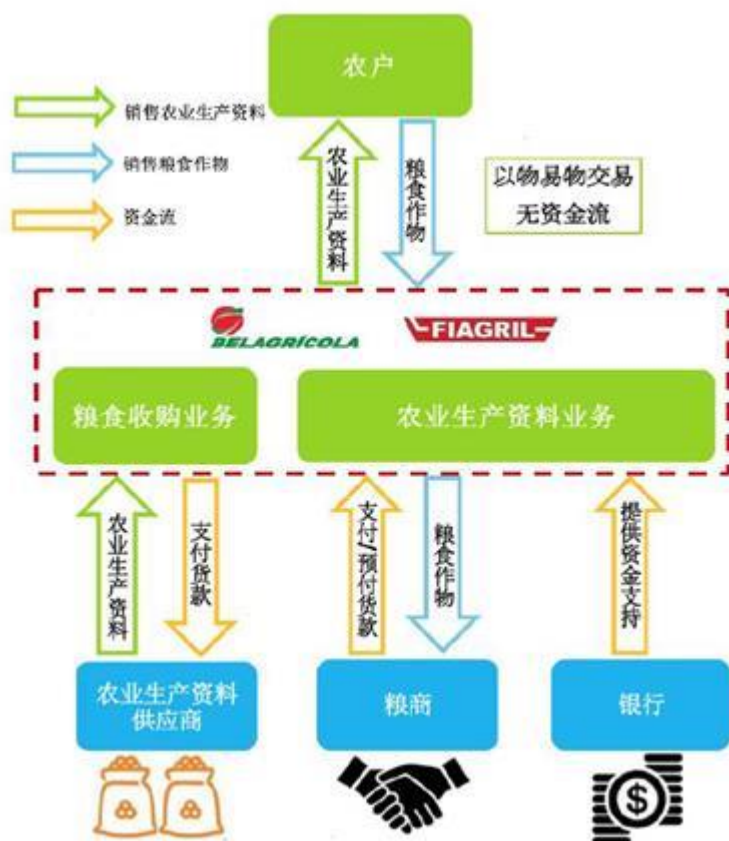 农户
销售农业生产资料
销售粮食作物
资金流
农业生产资料
粮食作物
以物易物交易
无资金流
BELAGRÍCOLA
FIAGRIL
粮食收购业务
农业生产资料业务
农业生产资料
支付货款
支付/预付货款
粮食作物
提供资金支持
农业生产资料
供应商
粮商
银行
$